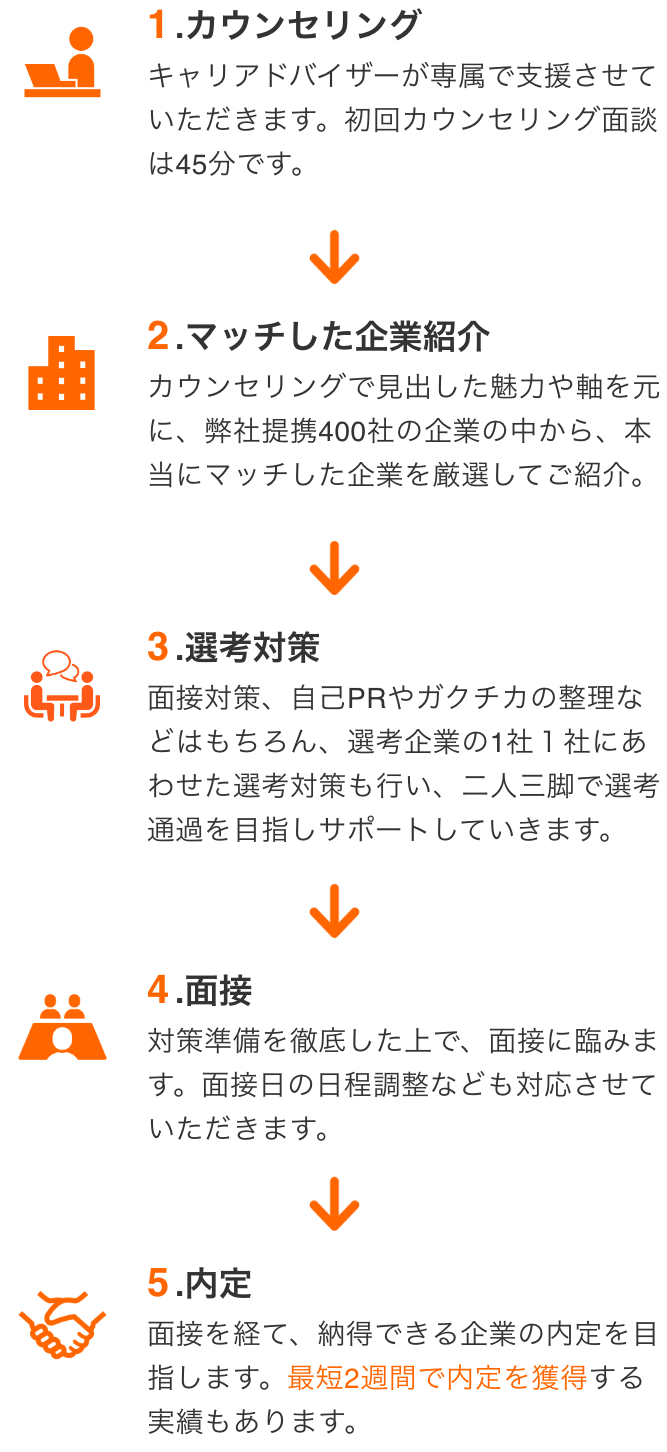 1.カウンセリング
キャリアドバイザーが専属で支援させて
いただきます。初回カウンセリング面談
は45分です。
2.マッチした企業紹介
カウンセリングで見出した魅力や軸を元
に、弊社提携400社の企業の中から、本
当にマッチした企業を厳選してご紹介。
3.選考対策
面接対策、自己PRやガクチカの整理な
どはもちろん、選考企業の1社１社にあ
わせた選考対策も行い、二人三脚で選考
通過を目指しサポートしていきます。
4.面接
対策準備を徹底した上で、面接に臨みま
す。面接日の日程調整なども対応させて
いただきます。
5.内定
面接を経て、納得できる企業の内定を目
指します。最短2週間で内定を獲得する
実績もあります。